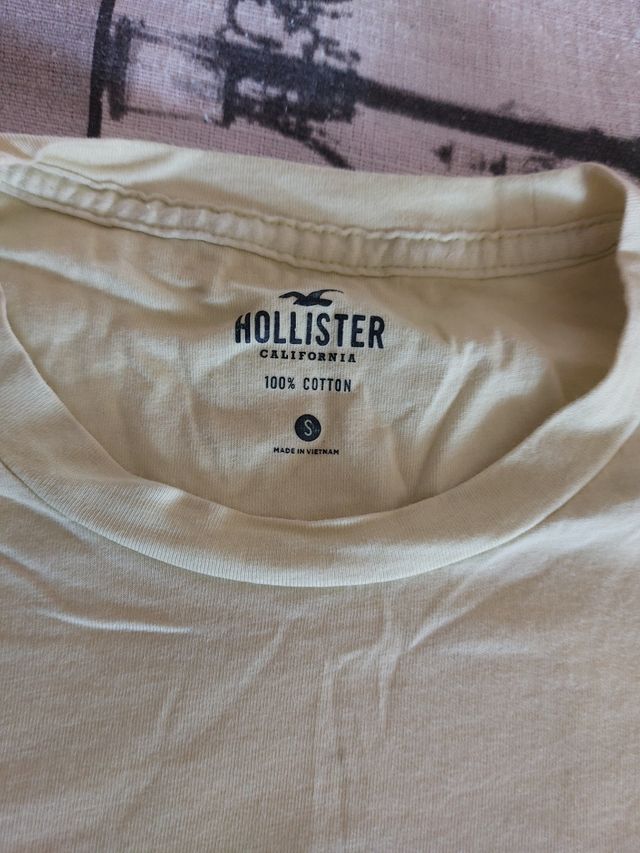 HOLLISTER
CALIFORNIA
100% COTTON
S
MADE IN VIETNAM